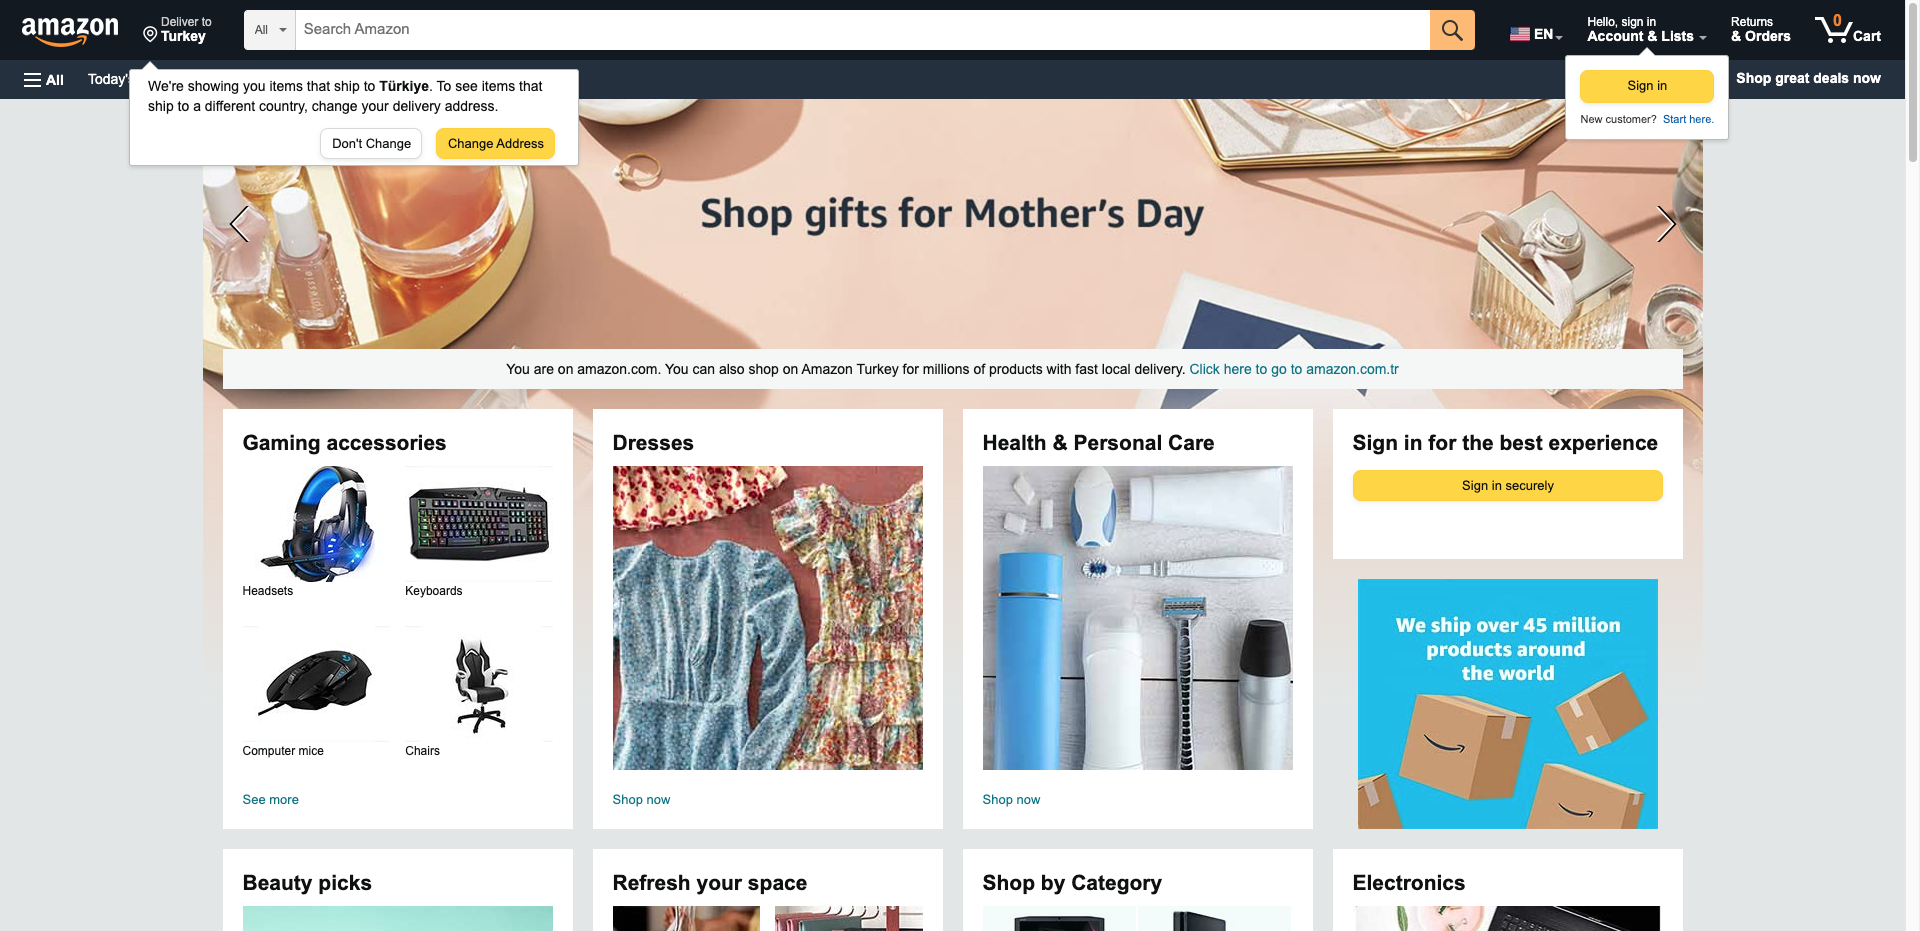 amazon
Deliver to
Turkey
All
Search Amazon
EN
Hello, sign in
Account & Lists
Returns
& Orders
0
Cart
All
Today's
Shop great deals now
We're showing you items that ship to Türkiye. To see items that
ship to a different country, change your delivery address.
Don't Change
Change Address
Sign in
New customer? Start here.
Shop gifts for Mother's Day
You are on amazon.com. You can also shop on Amazon Turkey for millions of products with fast local delivery. Click here to go to amazon.com.tr
Gaming accessories
Headsets
Keyboards
Computer mice
Chairs
See more
Dresses
Shop now
Health & Personal Care
Shop now
Sign in for the best experience
Sign in securely
We ship over 45 million
products around
the world
Beauty picks
Refresh your space
Shop by Category
Electronics